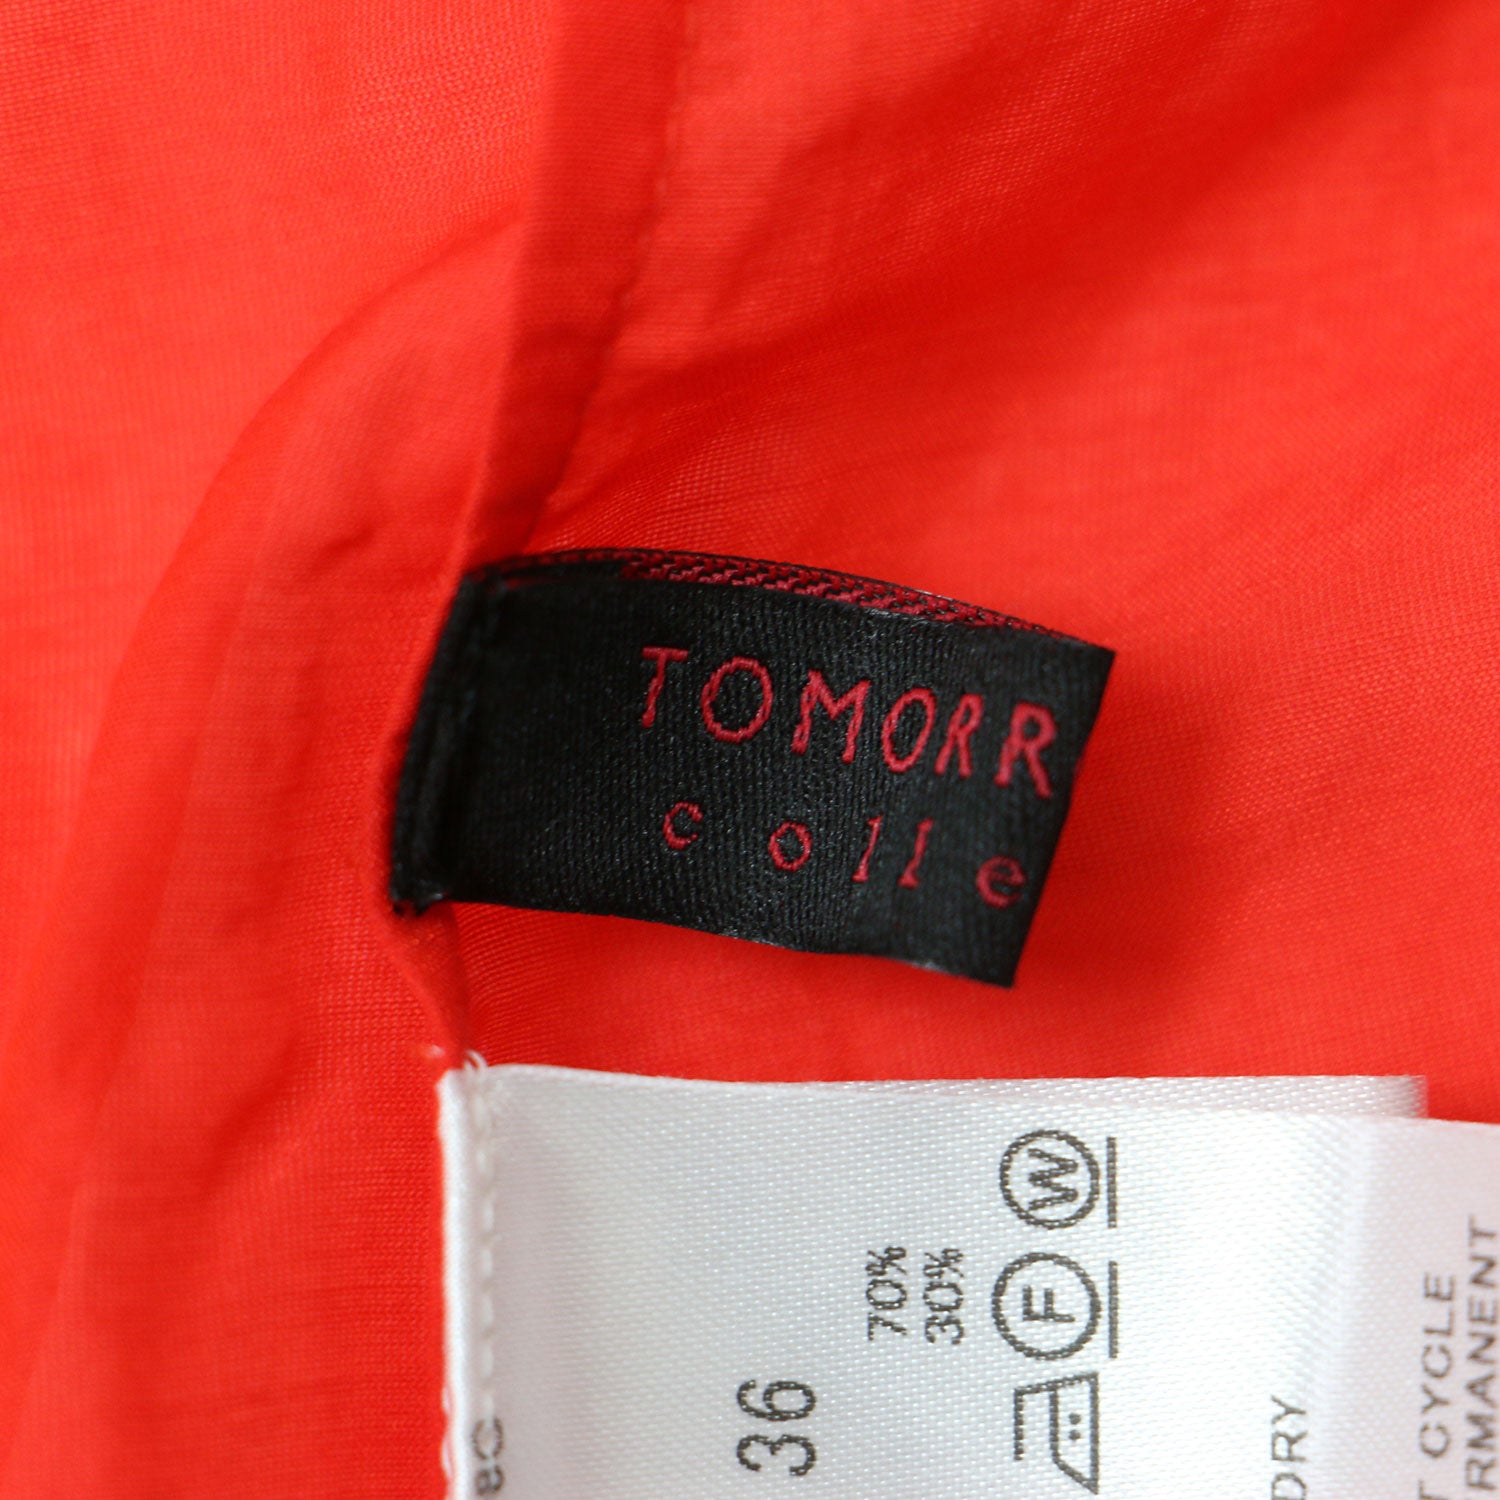 TOMORR
colle
36
70%
30%
W
F
DRY
T CYCLE
RMANENT